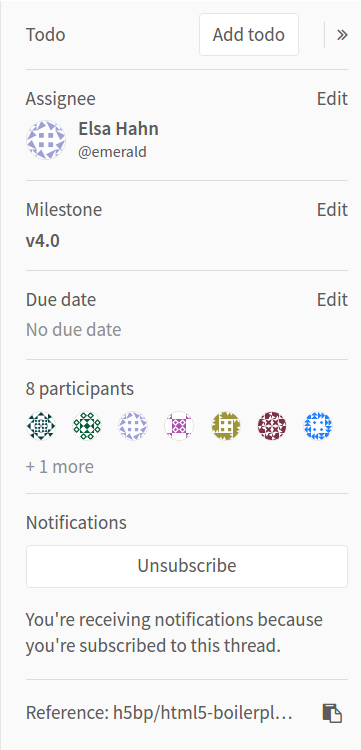 Todo Add todo »
Assignee Edit
Elsa Hahn
@emerald
Milestone Edit
v4.0
Due date Edit
No due date
8 participants
+ 1 more
Notifications
Unsubscribe
You're receiving notifications because
you're subscribed to this thread.
Reference: h5bp/html5-boilerpl…